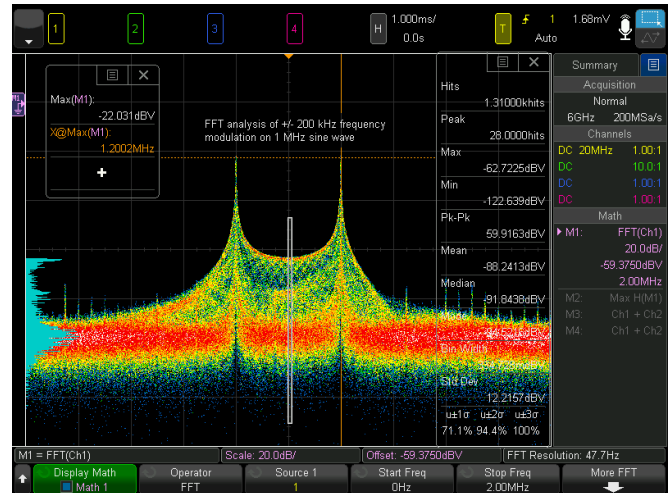 1
2
3
4
H
1.000ms/
0.0s
T
1
1.68mV
Auto
Summary
Acquisition
Normal
6GHz 200MSa/s
Channels
DC 20MHz 1.00:1
DC 10.0:1
DC 1.00:1
DC 1.00:1
Math
M1: FFT(Ch1)
20.0dB/
-59.3750dBV
2.00MHz
M2: Max H(M1)
M3: Ch1 + Ch2
M4: Ch1 + Ch2
M1
Max(M1):
-22.031dBV
X@Max(M1):
1.2002MHz
FFT analysis of +/- 200 kHz frequency
modulation on 1 MHz sine wave
Hits
1.31000khits
Peak
28.0000hits
Max
-62.7225dBV
Min
-122.639dBV
Pk-Pk
59.9163dBV
Mean
-88.2413dBV
Median
-91.8438dBV
Std Dev
12.2157dBV
u±1σ u±2σ u±3σ
71.1% 94.4% 100%
M1 = FFT(Ch1)
Scale: 20.0dB/
Offset: -59.3750dBV
FFT Resolution: 47.7Hz
Display Math
Math 1
Operator
FFT
Source 1
1
Start Freq
0Hz
Stop Freq
2.00MHz
More FFT